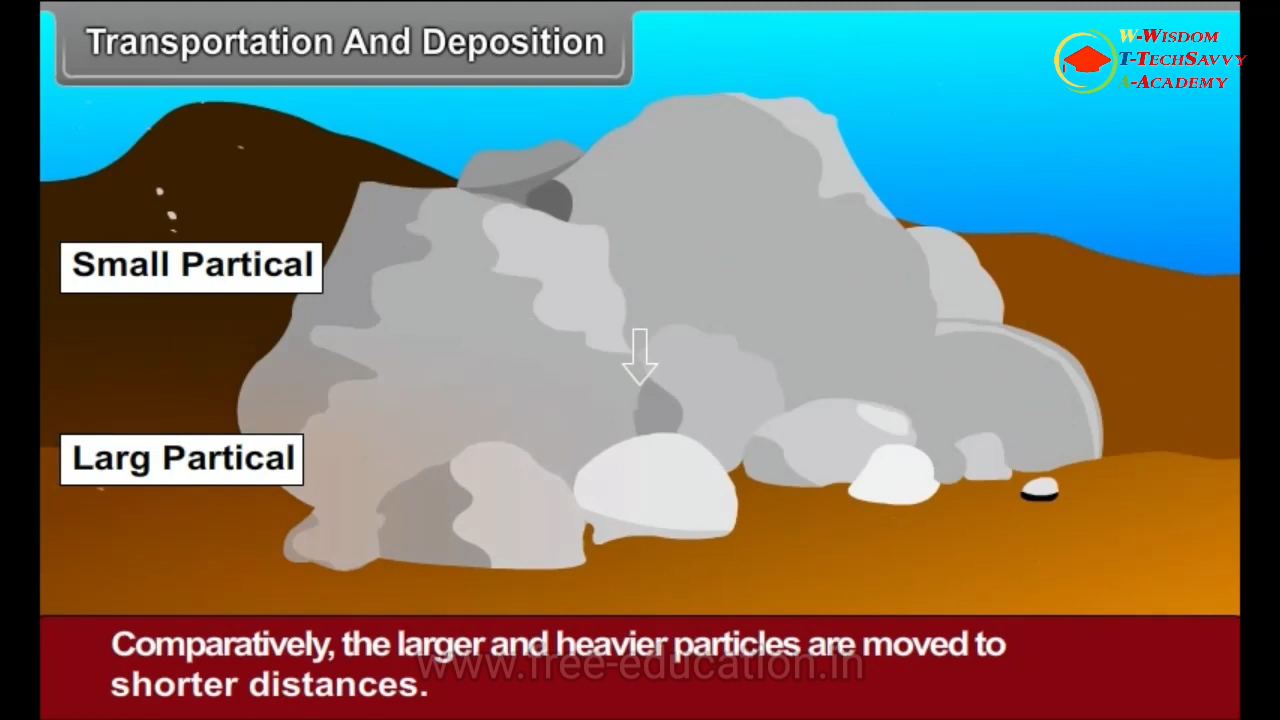 Transportation And Deposition
W-Wisdom
T-TechSavvy
A-Academy
Small Partical
Larg Partical
Comparatively, the larger and heavier particles are moved to
shorter distances.
www.free-education.in